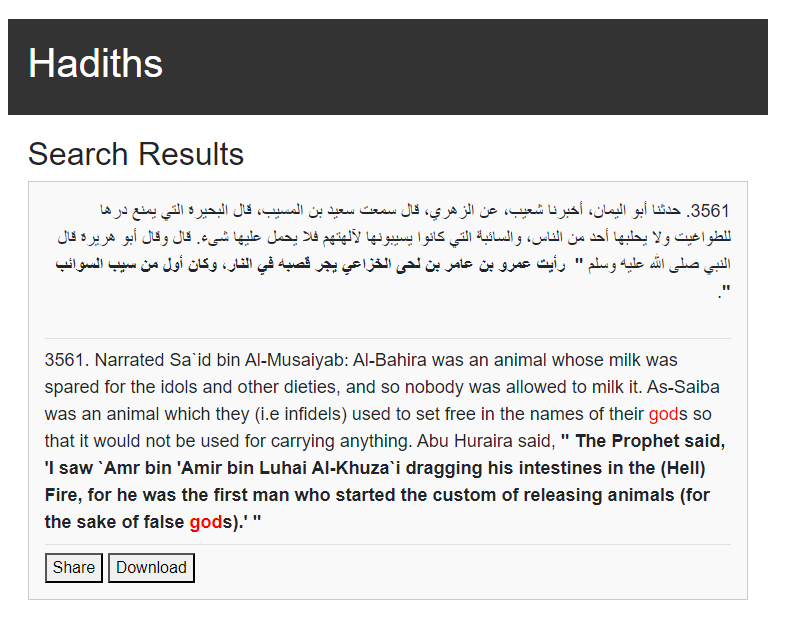 Hadiths
Search Results
3561. حدثنا أبو اليمان، أخبرنا شعيب، عن الزهري، قال سمعت سعيد بن المسيب، قال البحيرة التي يمنع درها
للطواغيت ولا يحلبها أحد من الناس، والسائبة التي كانوا يسيبونها لآلهتهم فلا يحمل عليها شىء. قال وقال أبو هريرة قال
النبي صلى الله عليه وسلم " رأيت عمرو بن عامر بن لحى الخزاعي يجر قصبه في النار، وكان أول من سيب السوائب
".
3561. Narrated Sa`id bin Al-Musaiyab: Al-Bahira was an animal whose milk was
spared for the idols and other dieties, and so nobody was allowed to milk it. As-Saiba
was an animal which they (i.e infidels) used to set free in the names of their gods so
that it would not be used for carrying anything. Abu Huraira said, " The Prophet said,
'I saw `Amr bin 'Amir bin Luhai Al-Khuza`i dragging his intestines in the (Hell)
Fire, for he was the first man who started the custom of releasing animals (for
the sake of false gods).' "
Share Download